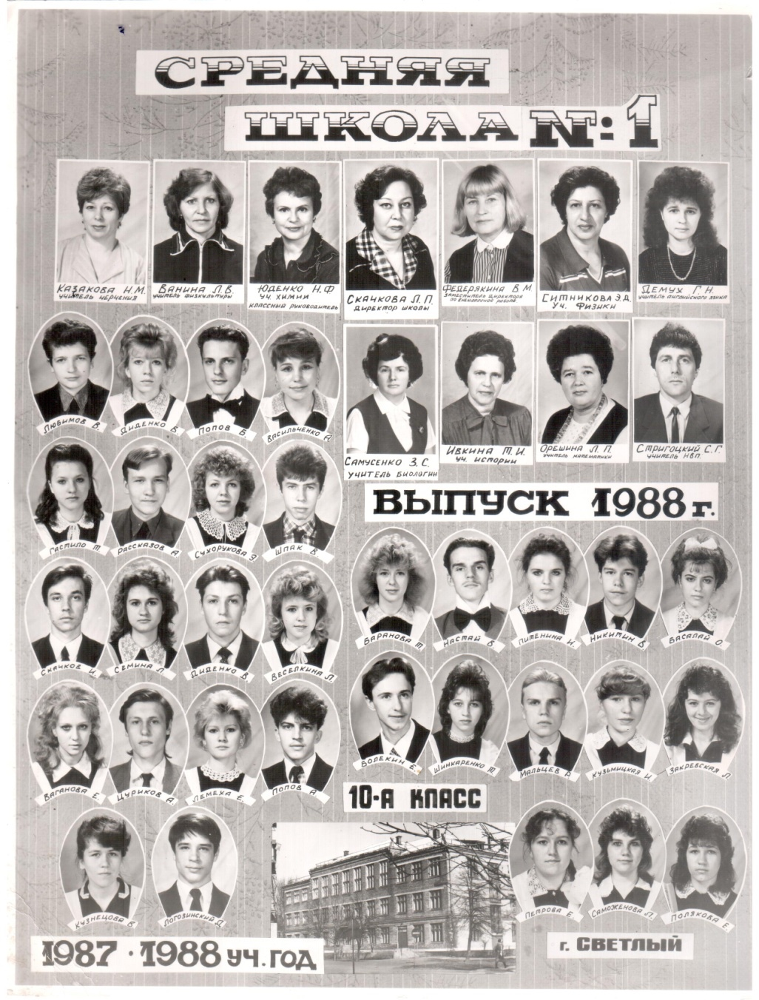 СРЕДНЯЯ
ШКОЛА №:1
КАЗАКОВА Н.М.
УЧИТЕЛЬ ЧЕРЧЕНИЯ
ВАНИНА Л.В.
УЧИТЕЛЬ ФИЗКУЛЬТУРЫ
ЮДЕНКО Н.Ф
УЧ. ХИМИИ
КЛАССНЫЙ РУКОВОДИТЕЛЬ
СКАЧКОВА Л.П.
ДИРЕКТОР ШКОЛЫ
ФЕДЕРЯКИНА В.М.
ЗАМЕСТИТЕЛЬ ДИРЕКТОРА
ПО ВНЕКЛАССНОЙ РАБОТЕ
СИТНИКОВА Э.Д.
УЧ. ФИЗИКИ
ДЕМУХ Г.Н.
УЧИТЕЛЬ АНГЛИЙСКОГО ЯЗЫКА
ЛЮБИМОВ В.
ДИДЕНКО В.
ПОПОВ Б.
ВАСИЛЬЧЕНКО А.
САМУСЕНКО З.С.
УЧИТЕЛЬ БИОЛОГИИ
ИВКИНА Т.И.
УЧ. ИСТОРИИ
ОРЕШИНА Л.П.
УЧИТЕЛЬ МАТЕМАТИКИ
СТРИГОЦКИЙ С.Г.
УЧИТЕЛЬ НВП.
ГАСТИЛО Т.
РАССКАЗОВ А
СУХОРУКОВА Э.
ШПАК В.
ВЫПУСК 1988 г.
СКАЧКОВ И.
СЕМИНА Л.
ДИДЕНКО В.
ВЕСЕЛКИНА Л.
БАРАНОВА Т.
НАСТАЙ Б.
ПИТЕНИНА И.
НИКИТИН В
БАСАЛАЙ О.
ВАГАНОВА Е.
ЦУРИКОВ А.
ЛЕМЕХА Е.
ПОПОВ А.
ВОЛЕКИН Е.
ШИНКАРЕНКО Т.
МАЛЬЦЕВ Р.
КУЗЬМИЦКАЯ И.
ЗАКРЕВСКАЯ Л.
10-А КЛАСС
КУЗНЕЦОВА В.
ЛОГОЗИНСКИЙ Д.
ПЕТРОВА Е.
САМОЖЕНОВА Л.
ПОЛЯКОВА Е.
1987 · 1988 УЧ. ГОД
г. СВЕТЛЫЙ